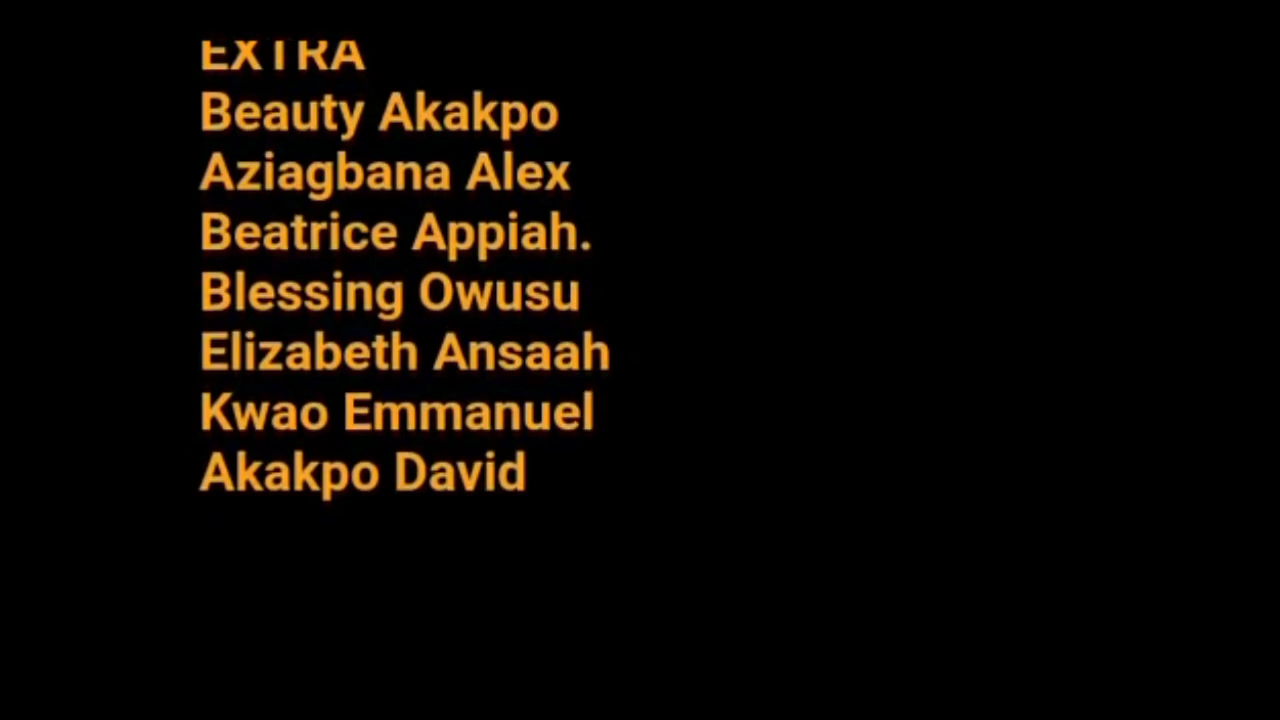 EXTRA
Beauty Akakpo
Aziagbana Alex
Beatrice Appiah.
Blessing Owusu
Elizabeth Ansaah
Kwao Emmanuel
Akakpo David